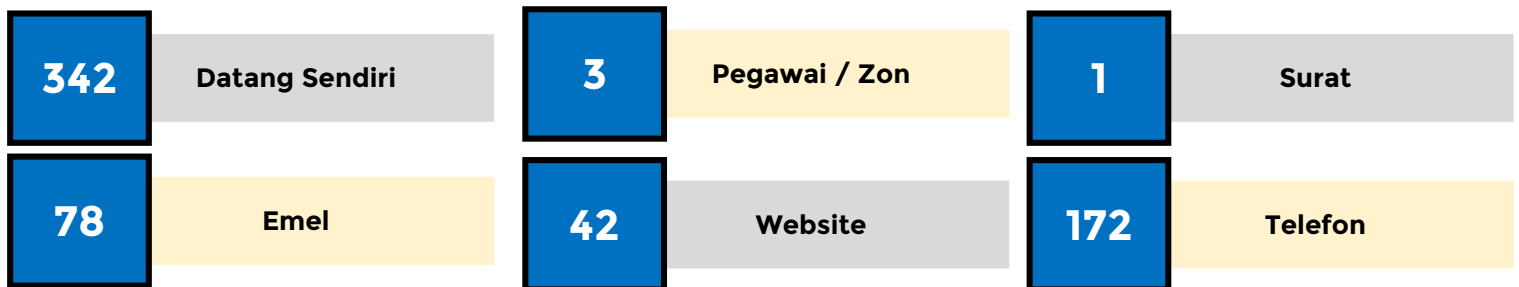 342
Datang Sendiri
3
Pegawai / Zon
1
Surat
78
Emel
42
Website
172
Telefon